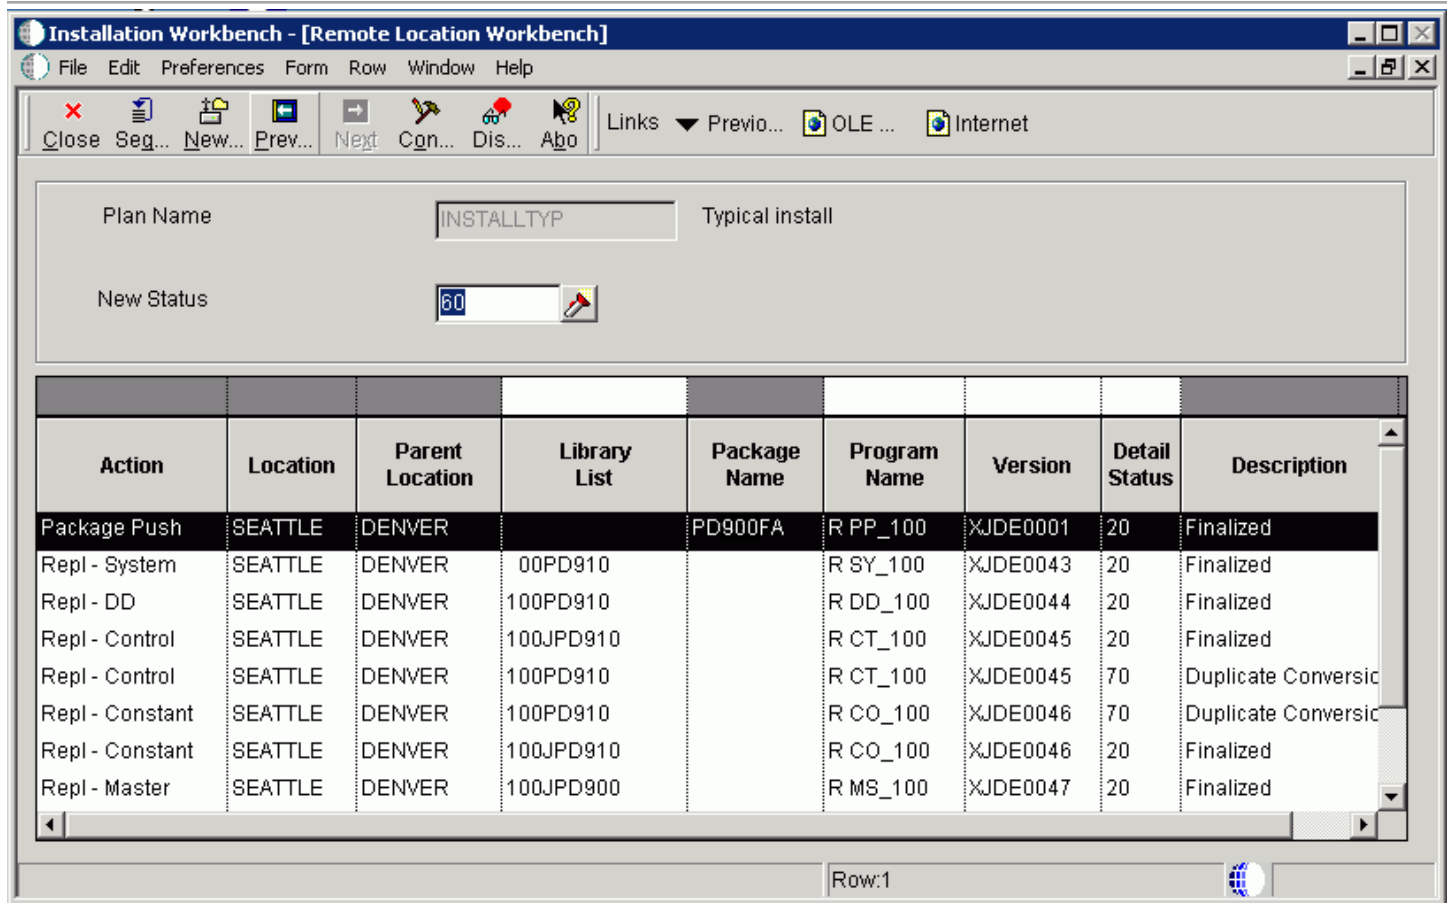 Installation Workbench - [Remote Location Workbench]
File Edit Preferences Form Row Window Help
Close Seq... New... Prev... Next Con... Dis... Abo Links Previo... OLE ... Internet
Plan Name INSTALLTYP Typical install
New Status 60
Action Location Parent Location Library List Package Name Program Name Version Detail Status Description
Package Push SEATTLE DENVER PD900FA R PP_100 XJDE0001 20 Finalized
Repl - System SEATTLE DENVER 00PD910 R SY_100 XJDE0043 20 Finalized
Repl - DD SEATTLE DENVER 100PD910 R DD_100 XJDE0044 20 Finalized
Repl - Control SEATTLE DENVER 100JPD910 R CT_100 XJDE0045 20 Finalized
Repl - Control SEATTLE DENVER 100PD910 R CT_100 XJDE0045 70 Duplicate Conversic
Repl - Constant SEATTLE DENVER 100PD910 R CO_100 XJDE0046 70 Duplicate Conversic
Repl - Constant SEATTLE DENVER 100JPD910 R CO_100 XJDE0046 20 Finalized
Repl - Master SEATTLE DENVER 100JPD900 R MS_100 XJDE0047 20 Finalized
Row:1